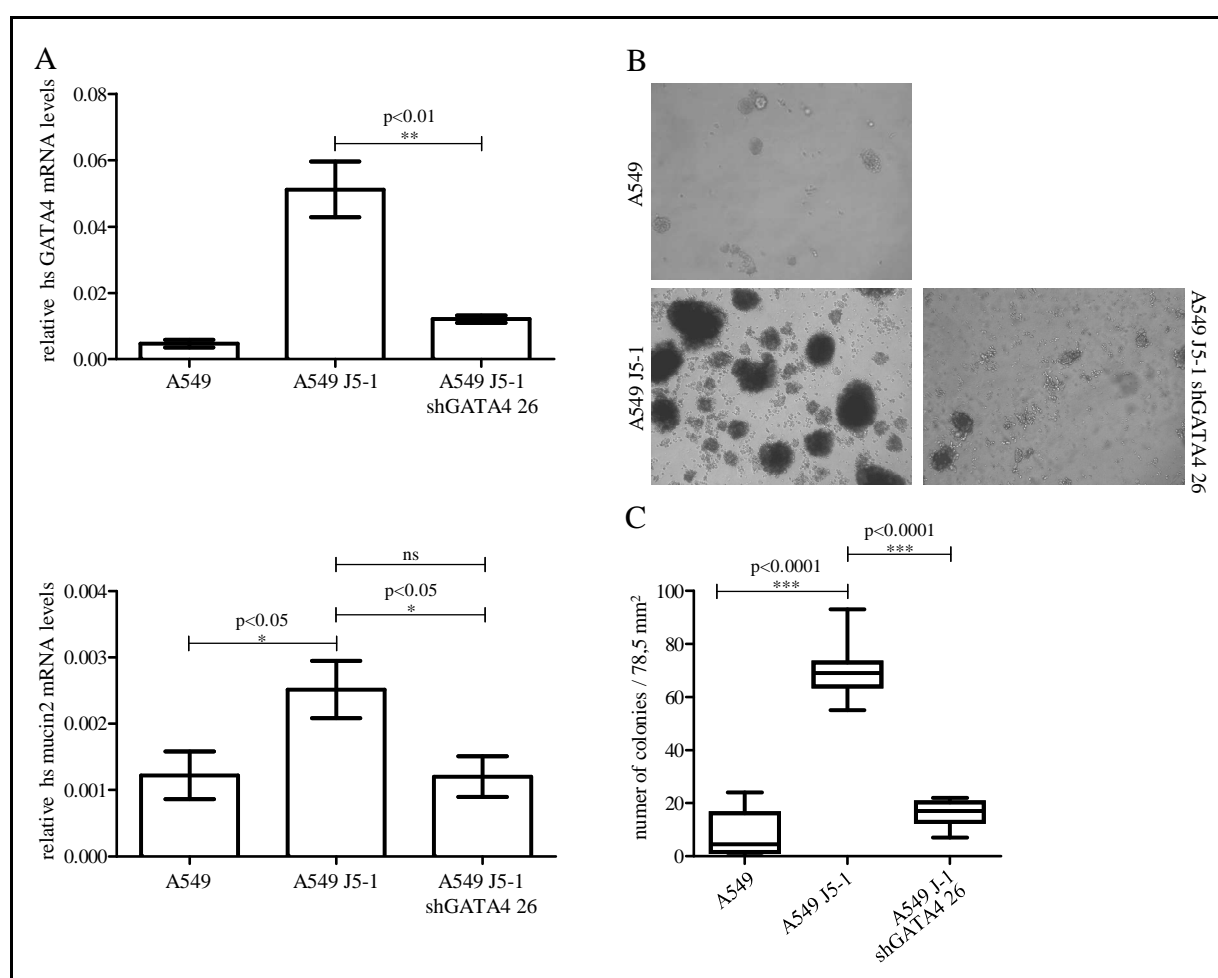 A
relative hs GATA4 mRNA levels
0.08
0.06
0.04
0.02
0.00
p<0.01
**
A549
A549 J5-1
A549 J5-1
shGATA4 26
relative hs mucin2 mRNA levels
0.004
0.003
0.002
0.001
0.000
ns
p<0.05
*
p<0.05
*
A549
A549 J5-1
A549 J5-1
shGATA4 26
B
A549
A549 J5-1
A549 J5-1 shGATA4 26
C
p<0.0001
***
p<0.0001
***
numer of colonies / 78,5 mm²
100
80
60
40
20
0
A549
A549 J5-1
A549 J-1
shGATA4 26